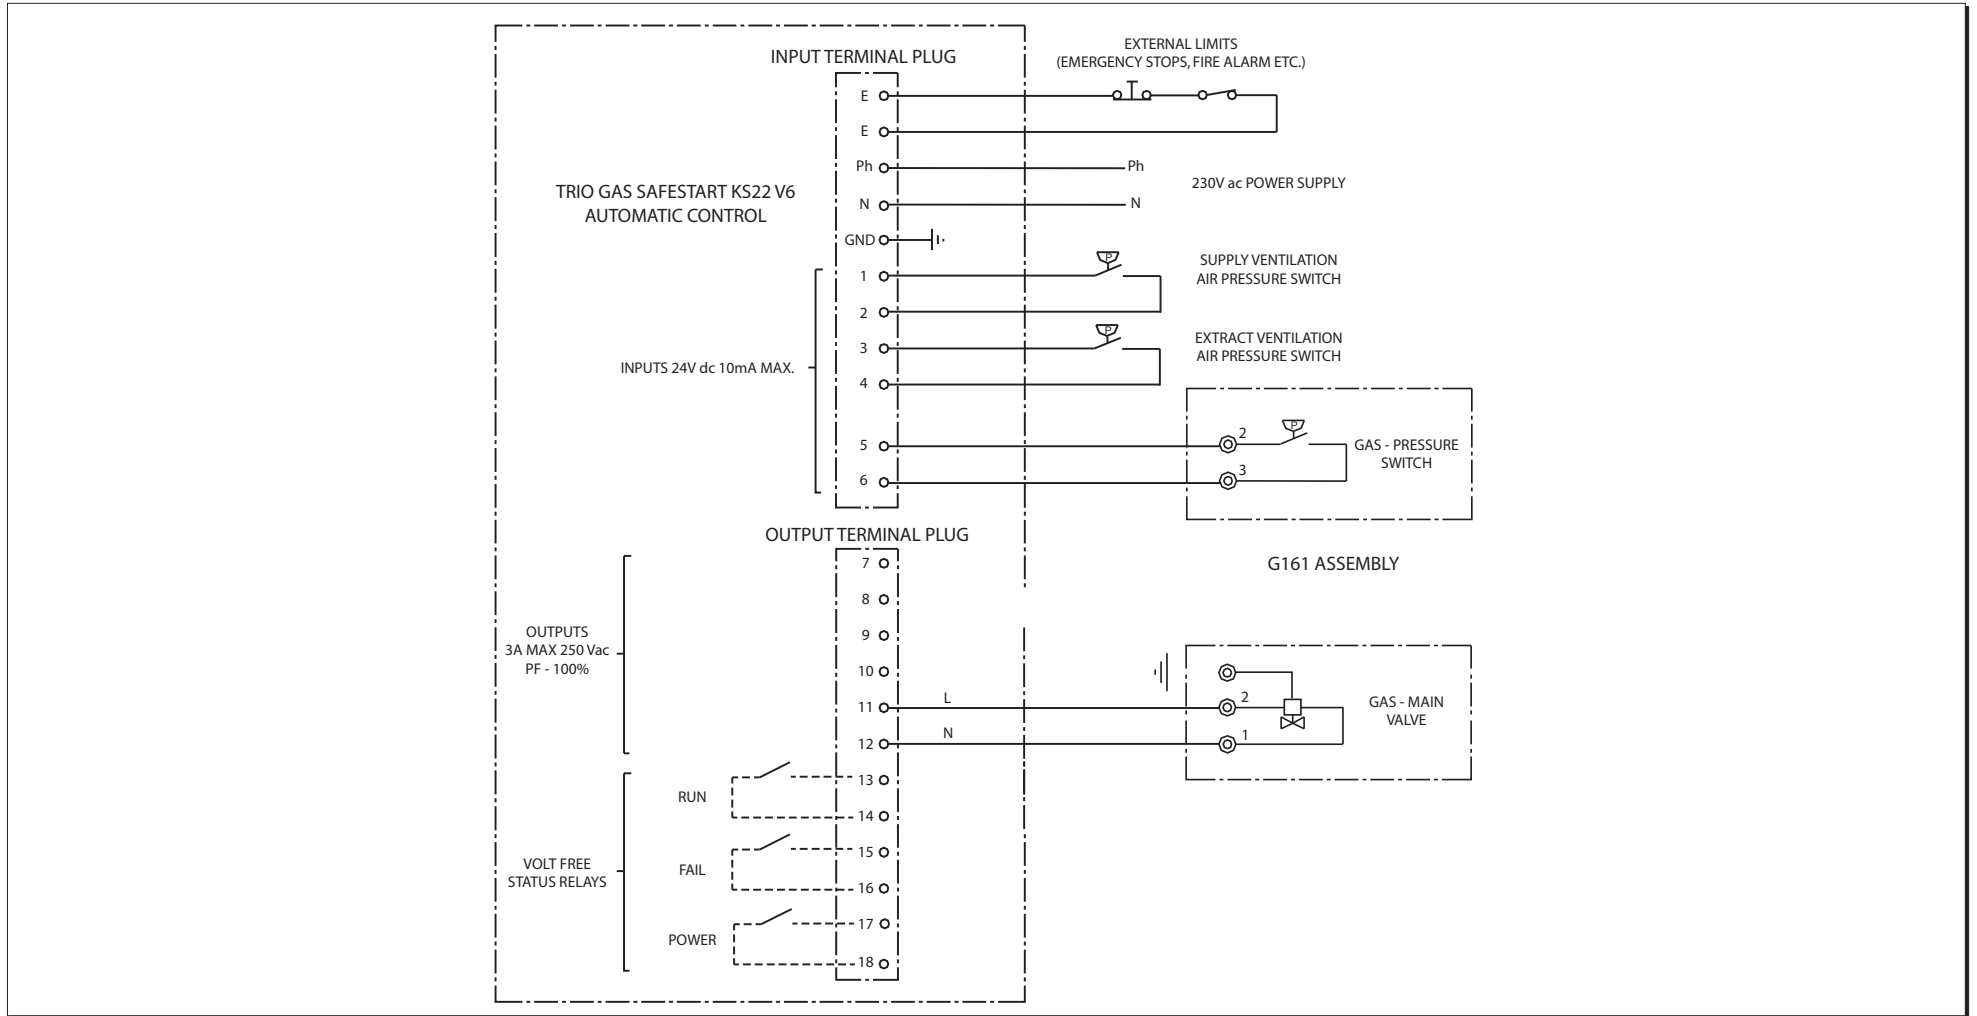 INPUT TERMINAL PLUG
EXTERNAL LIMITS
(EMERGENCY STOPS, FIRE ALARM ETC.)
E
E
Ph
Ph
230V ac POWER SUPPLY
TRIO GAS SAFESTART KS22 V6
AUTOMATIC CONTROL
N
N
GND
1
P
SUPPLY VENTILATION
AIR PRESSURE SWITCH
2
3
P
EXTRACT VENTILATION
AIR PRESSURE SWITCH
INPUTS 24V dc 10mA MAX.
4
5
2
P
GAS - PRESSURE
SWITCH
6
3
OUTPUT TERMINAL PLUG
G161 ASSEMBLY
7
8
9
10
OUTPUTS
3A MAX 250 Vac
PF - 100%
11
L
2
GAS - MAIN
VALVE
12
N
1
13
RUN
14
15
VOLT FREE
STATUS RELAYS
FAIL
16
17
POWER
18